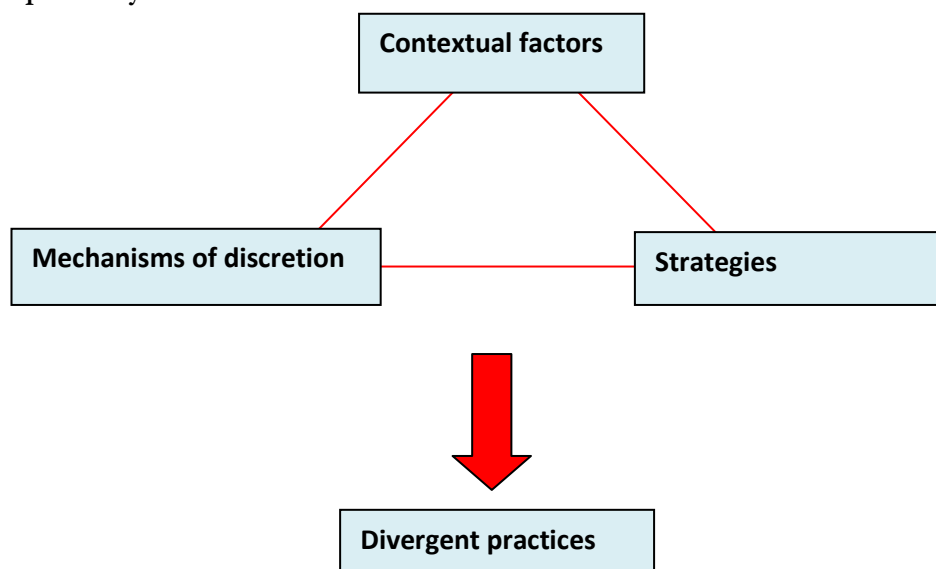 Contextual factors
Mechanisms of discretion
Strategies
Divergent practices